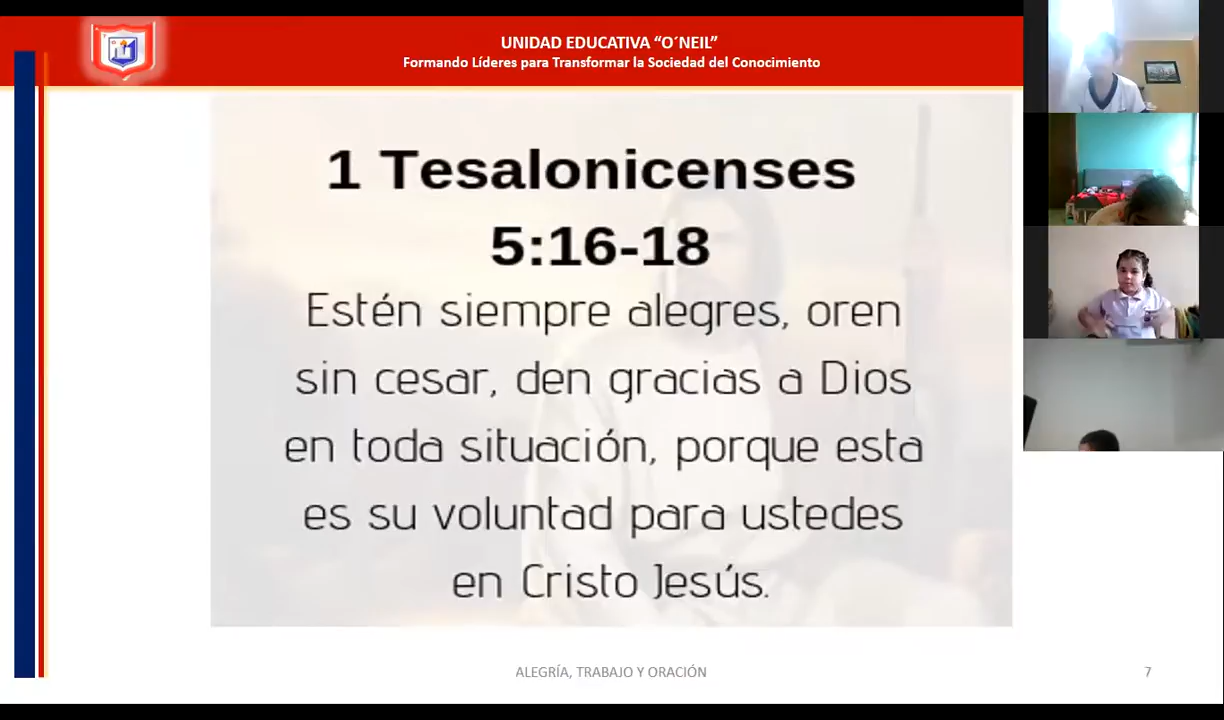 UNIDAD EDUCATIVA “O´NEIL”
Formando Líderes para Transformar la Sociedad del Conocimiento
1 Tesalonicenses
5:16-18
Estén siempre alegres, oren
sin cesar, den gracias a Dios
en toda situación, porque esta
es su voluntad para ustedes
en Cristo Jesús.
ALEGRÍA, TRABAJO Y ORACIÓN
7